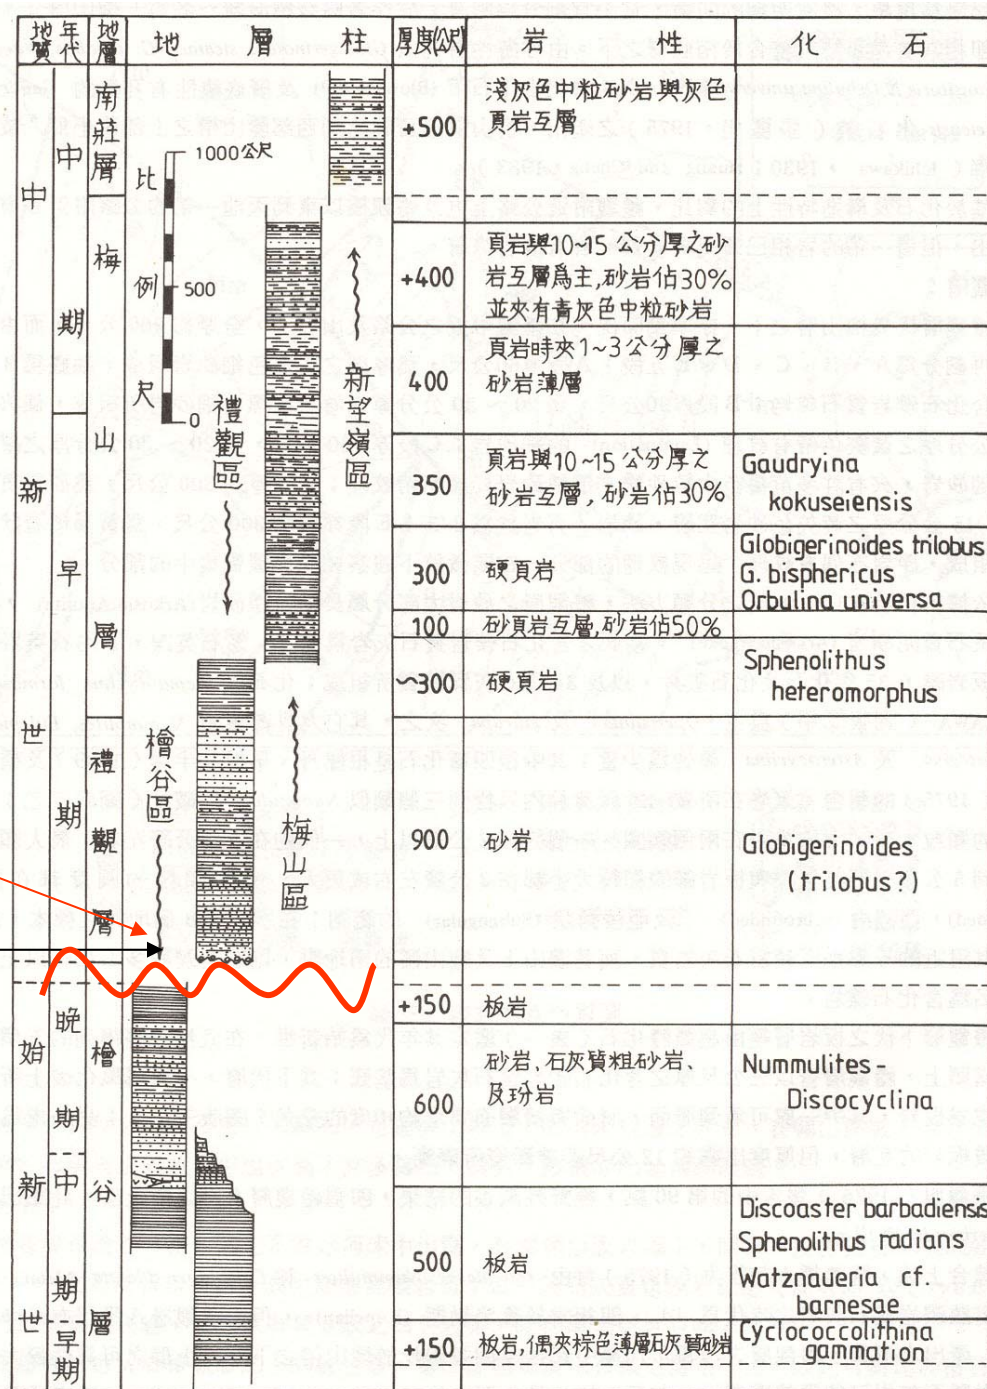 地質年代 地層 地 層 柱 厚度(公尺) 岩 性 化 石
中 新 世
中 期
早 期
南莊層
梅 山 層
禮觀層
始 新 世
晚期
中期
早期
檜 谷 層
比 例 尺
1000公尺
500
0
禮觀區
新望嶺區
檜谷區
梅山區
+500
淺灰色中粒砂岩與灰色
頁岩互層
+400
頁岩與10~15公分厚之砂
岩互層爲主,砂岩佔30%
並夾有青灰色中粒砂岩
400
頁岩時夾1~3公分厚之
砂岩薄層
350
頁岩與10~15公分厚之
砂岩互層,砂岩佔30%
Gaudryina
kokuseiensis
300
硬頁岩
Globigerinoides trilobus
G. bisphericus
Orbulina universa
100
砂頁岩互層,砂岩佔50%
~300
硬頁岩
Sphenolithus
heteromorphus
900
砂岩
Globigerinoides
(trilobus?)
+150
板岩
600
砂岩,石灰質粗砂岩,
及玢岩
Nummulites-
Discocyclina
500
板岩
Discoaster barbadiensis
Sphenolithus radians
Watznaueria cf.
barnesae
+150
板岩,偶夾棕色薄層石灰質砂岩
Cyclococcolithina
gammation